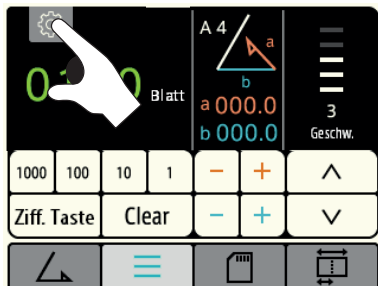 A 4
a
b
Blatt
a 000.0
b 000.0
3
Geschw.
1000 100 10 1 - +
Ziff. Taste Clear - +